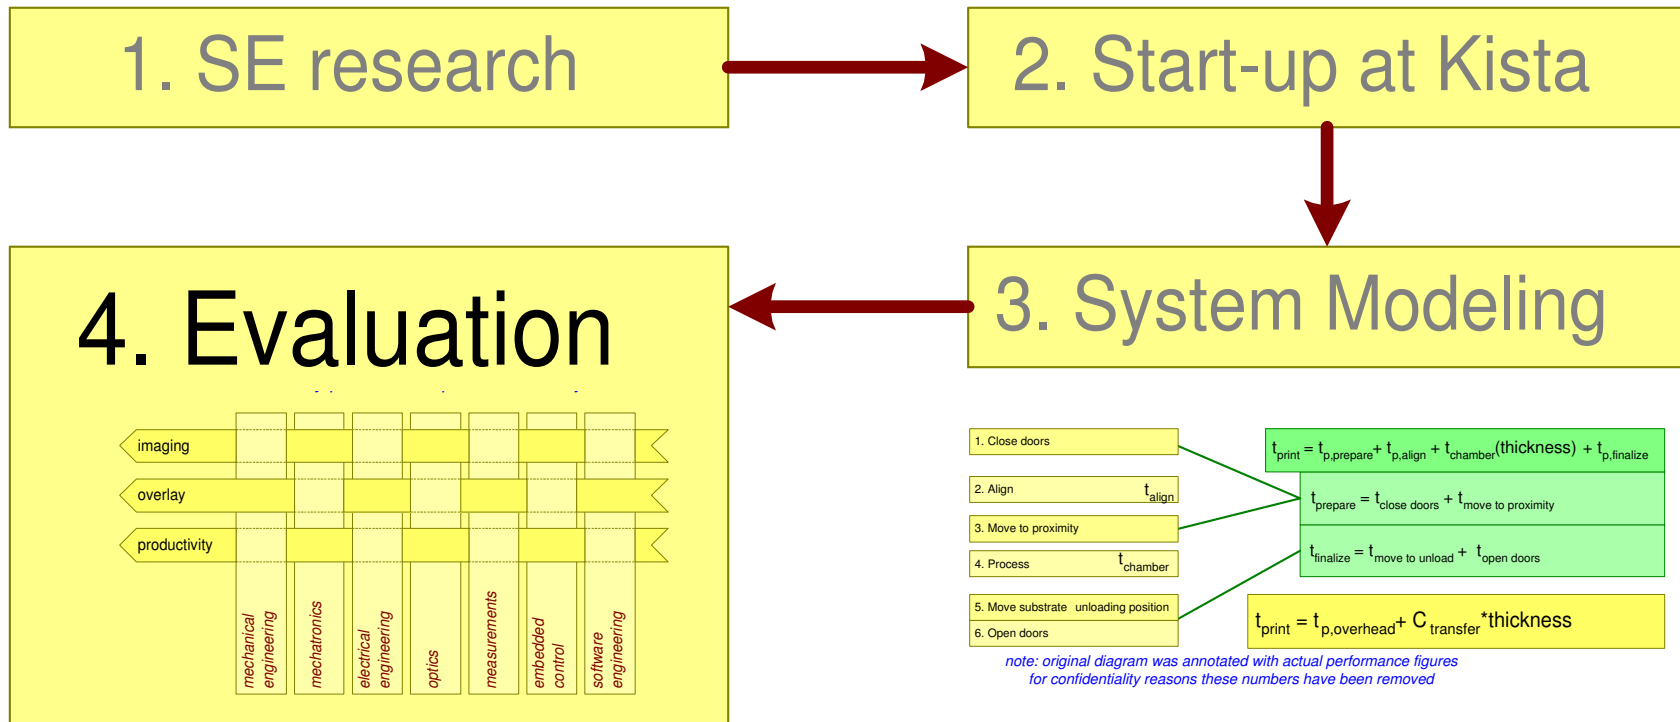 1. SE research
2. Start-up at Kista
4. Evaluation
3. System Modeling
imaging
overlay
productivity
mechanical
engineering
mechatronics
electrical
engineering
optics
measurements
embedded
control
software
engineering
1. Close doors
2. Align t_align
3. Move to proximity
4. Process t_chamber
5. Move substrate unloading position
6. Open doors
t_print = t_p,prepare + t_p,align + t_chamber(thickness) + t_p,finalize
t_prepare = t_close doors + t_move to proximity
t_finalize = t_move to unload + t_open doors
t_print = t_p,overhead + C_transfer *thickness
note: original diagram was annotated with actual performance figures
for confidentiality reasons these numbers have been removed